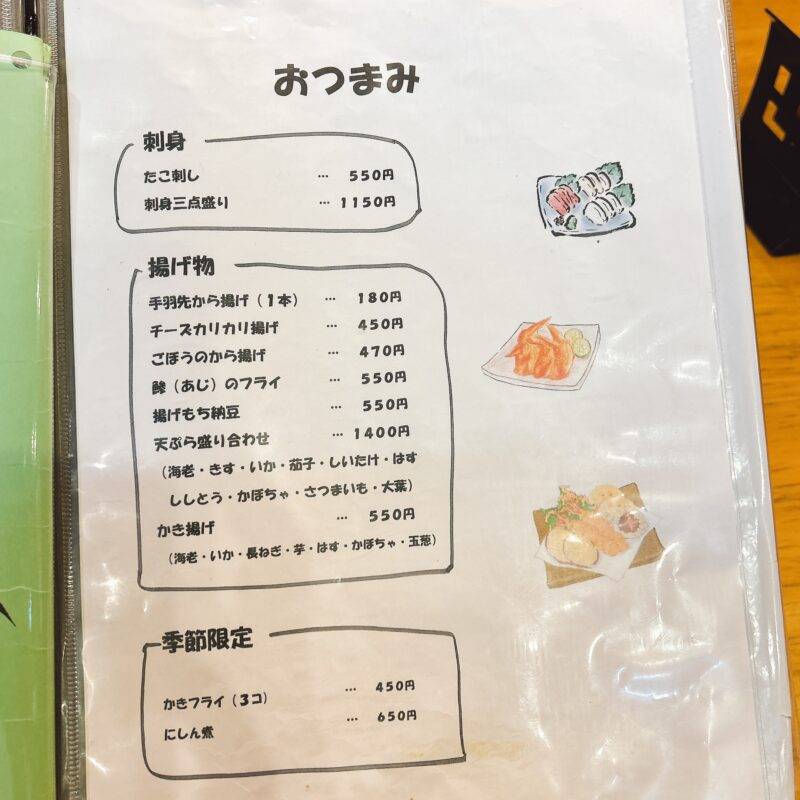 おつまみ
刺身
たこ刺し … 550円
刺身三点盛り … 1150円
揚げ物
手羽先から揚げ（1本） … 180円
チーズカリカリ揚げ … 450円
ごぼうのから揚げ … 470円
鯵（あじ）のフライ … 550円
揚げもち納豆 … 550円
天ぷら盛り合わせ … 1400円
（海老・きす・いか・茄子・しいたけ・はす
ししとう・かぼちゃ・さつまいも・大葉）
かき揚げ … 550円
（海老・いか・長ねぎ・芋・はす・かぼちゃ・玉葱）
季節限定
かきフライ（3コ） … 450円
にしん煮 … 650円